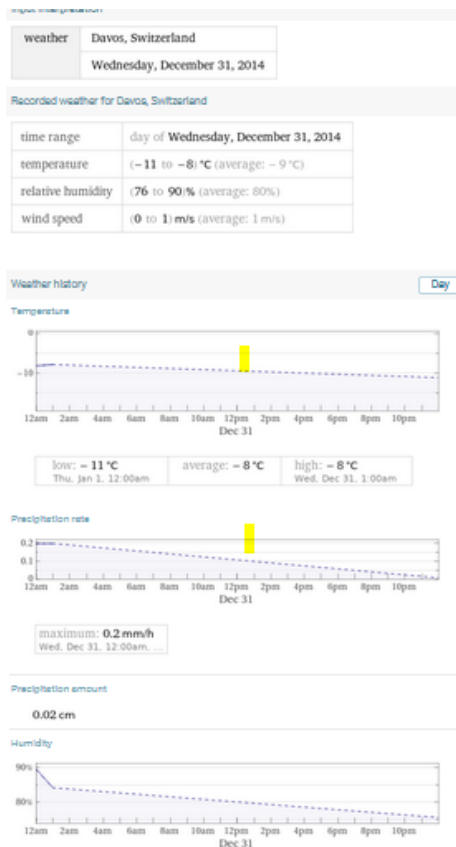 Input interpretation
weather Davos, Switzerland
Wednesday, December 31, 2014
Recorded weather for Davos, Switzerland
time range day of Wednesday, December 31, 2014
temperature (−11 to −8) °C (average: −9 °C)
relative humidity (76 to 90)% (average: 80%)
wind speed (0 to 1) m/s (average: 1 m/s)
Weather history Day
Temperature
0
−10
12am 2am 4am 6am 8am 10am 12pm 2pm 4pm 6pm 8pm 10pm
Dec 31
low: −11 °C average: −8 °C high: −8 °C
Thu, Jan 1, 12:00am Wed, Dec 31, 1:00am
Precipitation rate
0.2
0.1
0
12am 2am 4am 6am 8am 10am 12pm 2pm 4pm 6pm 8pm 10pm
Dec 31
maximum: 0.2 mm/h
Wed, Dec 31, 12:00am, ...
Precipitation amount
0.02 cm
Humidity
90%
80%
12am 2am 4am 6am 8am 10am 12pm 2pm 4pm 6pm 8pm 10pm
Dec 31